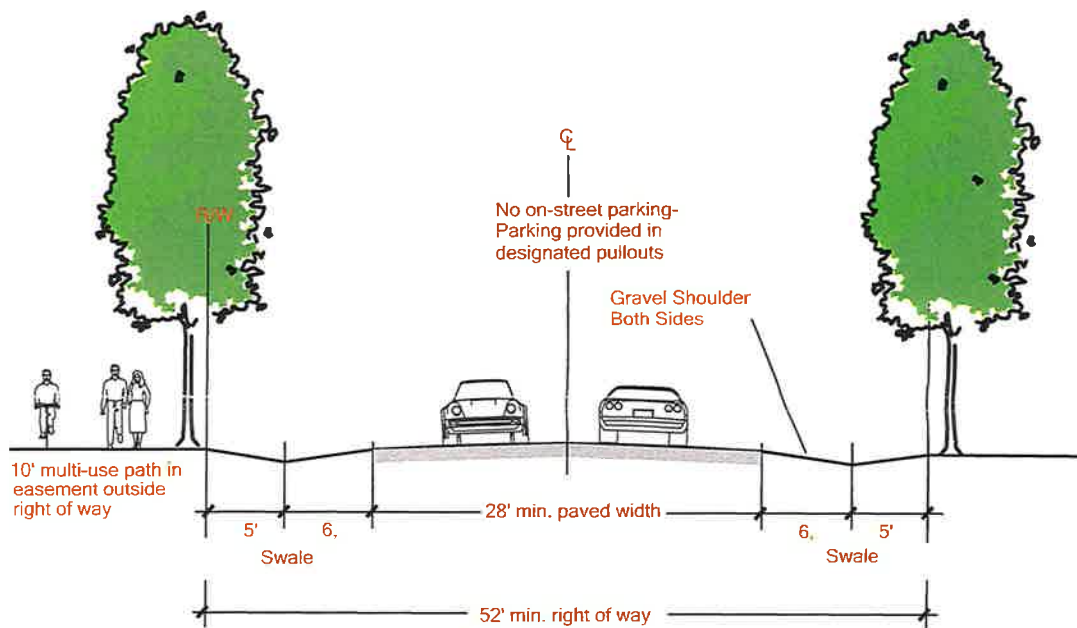 ℄
R/W
No on-street parking-
Parking provided in
designated pullouts
Gravel Shoulder
Both Sides
10' multi-use path in
easement outside
right of way
28' min. paved width
5' 6, 6, 5'
Swale Swale
52' min. right of way